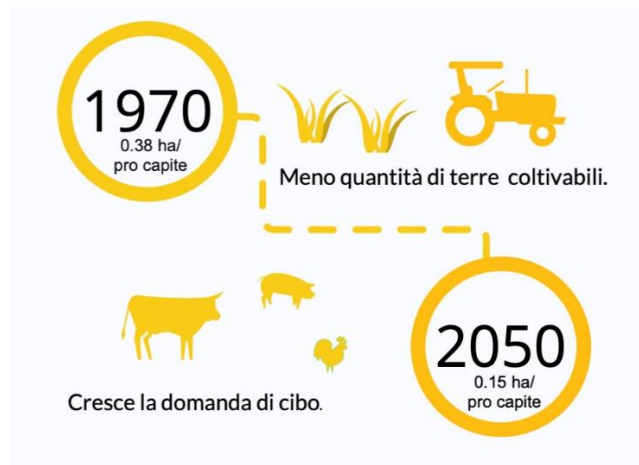 1970
0.38 ha/
pro capite
Meno quantità di terre coltivabili.
2050
0.15 ha/
pro capite
Cresce la domanda di cibo.